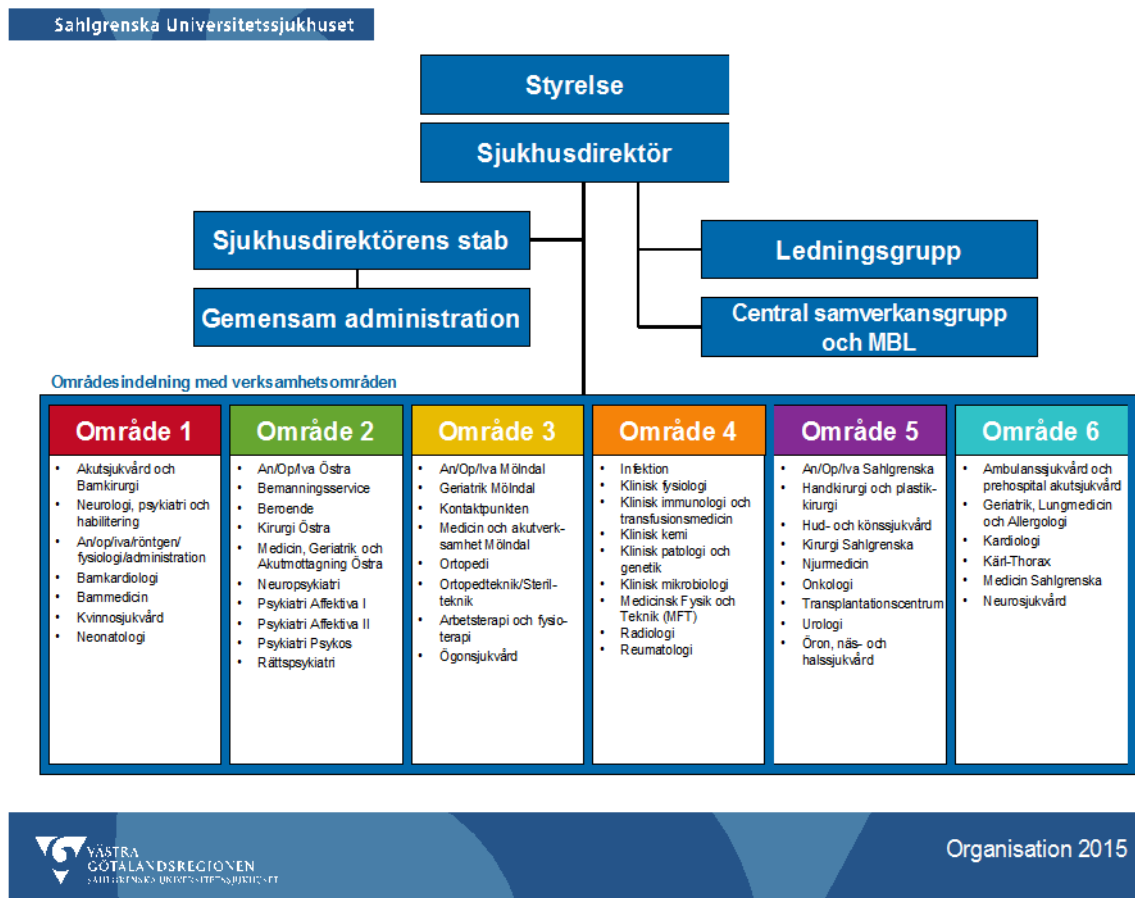 Sahlgrenska Universitetssjukhuset
Styrelse
Sjukhusdirektör
Sjukhusdirektörens stab
Gemensam administration
Ledningsgrupp
Central samverkansgrupp
och MBL
Områdesindelning med verksamhetsområden
Område 1
• Akutsjukvård och
Barnkirurgi
• Neurologi, psykiatri och
habilitering
• An/op/iva/röntgen/
fysiologi/administration
• Barnkardiologi
• Barnmedicin
• Kvinnosjukvård
• Neonatologi
Område 2
• An/Op/Iva Östra
• Bemanningsservice
• Beroende
• Kirurgi Östra
• Medicin, Geriatrik och
Akutmottagning Östra
• Neuropsykiatri
• Psykiatri Affektiva I
• Psykiatri Affektiva II
• Psykiatri Psykos
• Rättspsykiatri
Område 3
• An/Op/Iva Mölndal
• Geriatrik Mölndal
• Kontaktpunkten
• Medicin och akutverk-
samhet Mölndal
• Ortopedi
• Ortopedteknik/Steril-
teknik
• Arbetsterapi och fysio-
terapi
• Ögonsjukvård
Område 4
• Infektion
• Klinisk fysiologi
• Klinisk immunologi och
transfusionsmedicin
• Klinisk kemi
• Klinisk patologi och
genetik
• Klinisk mikrobiologi
• Medicinsk Fysik och
Teknik (MFT)
• Radiologi
• Reumatologi
Område 5
• An/Op/Iva Sahlgrenska
• Handkirurgi och plastik-
kirurgi
• Hud- och könssjukvård
• Kirurgi Sahlgrenska
• Njurmedicin
• Onkologi
• Transplantationscentrum
• Urologi
• Öron, näs- och
halssjukvård
Område 6
• Ambulanssjukvård och
prehospital akutsjukvård
• Geriatrik, Lungmedicin
och Allergologi
• Kardiologi
• Kärl-Thorax
• Medicin Sahlgrenska
• Neurosjukvård
VÄSTRA
GÖTALANDSREGIONEN
SAHLGRENSKA UNIVERSITETSSJUKHUSET
Organisation 2015